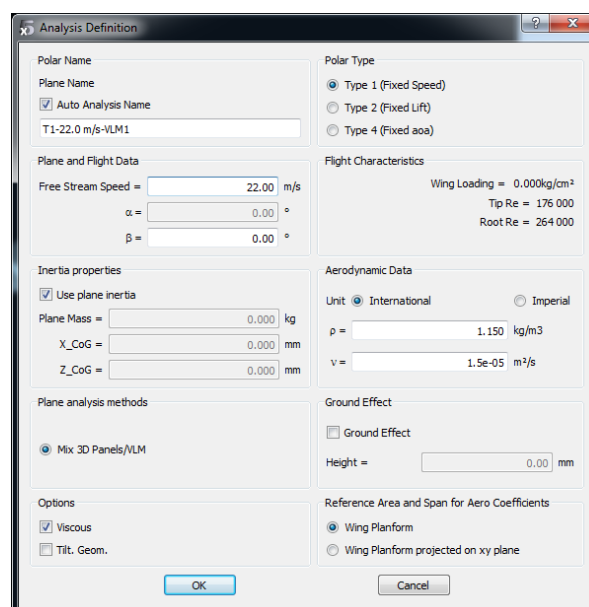 Analysis Definition
Polar Name
Plane Name
Auto Analysis Name
T1-22.0 m/s-VLM1
Polar Type
Type 1 (Fixed Speed)
Type 2 (Fixed Lift)
Type 4 (Fixed aoa)
Plane and Flight Data
Free Stream Speed = 22.00 m/s
α = 0.00 °
β = 0.00 °
Flight Characteristics
Wing Loading = 0.000kg/cm²
Tip Re = 176 000
Root Re = 264 000
Inertia properties
Use plane inertia
Plane Mass = 0.000 kg
X_CoG = 0.000 mm
Z_CoG = 0.000 mm
Aerodynamic Data
Unit International Imperial
ρ = 1.150 kg/m3
ν = 1.5e-05 m²/s
Plane analysis methods
Mix 3D Panels/VLM
Ground Effect
Ground Effect
Height = 0.00 mm
Options
Viscous
Tilt. Geom.
Reference Area and Span for Aero Coefficients
Wing Planform
Wing Planform projected on xy plane
OK
Cancel